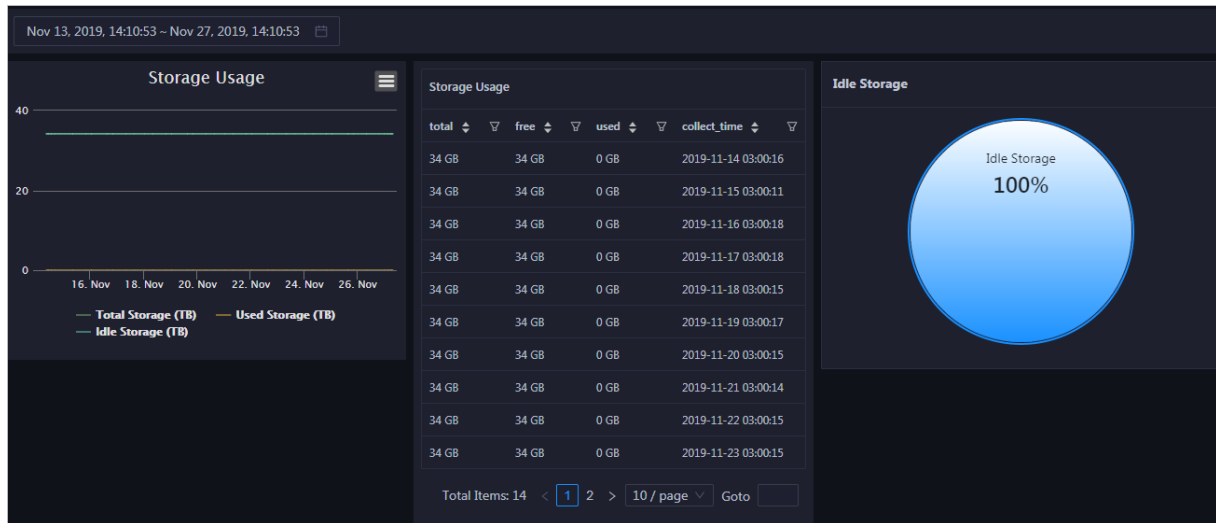 Nov 13, 2019, 14:10:53 ~ Nov 27, 2019, 14:10:53
Storage Usage
40
20
0
16. Nov 18. Nov 20. Nov 22. Nov 24. Nov 26. Nov
Total Storage (TB) Used Storage (TB)
Idle Storage (TB)
Storage Usage
total free used collect_time
34 GB 34 GB 0 GB 2019-11-14 03:00:16
34 GB 34 GB 0 GB 2019-11-15 03:00:11
34 GB 34 GB 0 GB 2019-11-16 03:00:18
34 GB 34 GB 0 GB 2019-11-17 03:00:18
34 GB 34 GB 0 GB 2019-11-18 03:00:15
34 GB 34 GB 0 GB 2019-11-19 03:00:17
34 GB 34 GB 0 GB 2019-11-20 03:00:15
34 GB 34 GB 0 GB 2019-11-21 03:00:14
34 GB 34 GB 0 GB 2019-11-22 03:00:15
34 GB 34 GB 0 GB 2019-11-23 03:00:15
Total Items: 14 < 1 2 > 10 / page Goto
Idle Storage
Idle Storage
100%